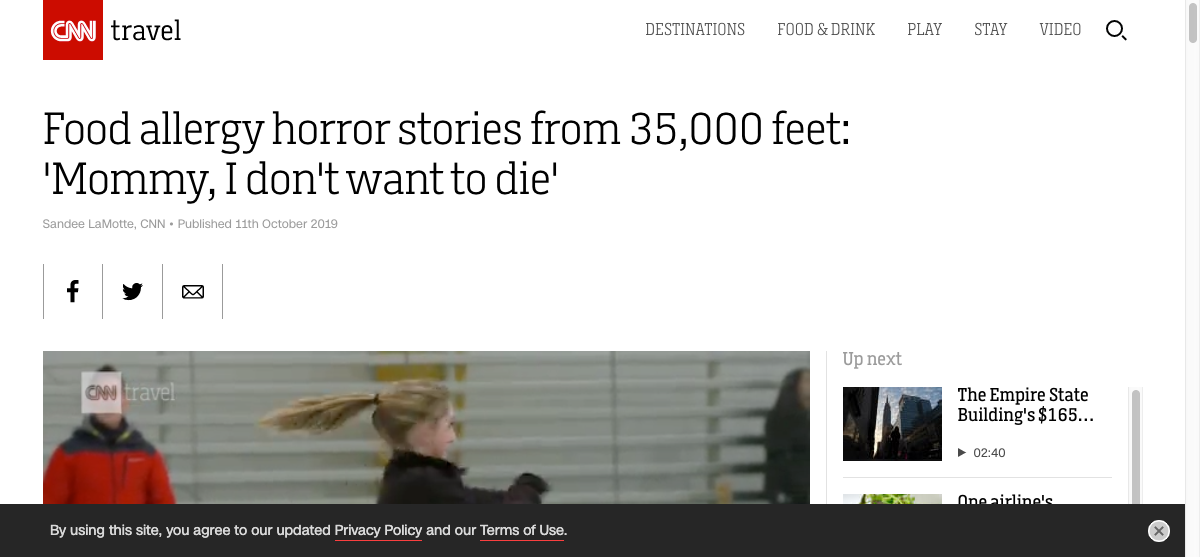 CNN travel
DESTINATIONS FOOD & DRINK PLAY STAY VIDEO
Food allergy horror stories from 35,000 feet:
'Mommy, I don't want to die'
Sandee LaMotte, CNN • Published 11th October 2019
CNN travel
Up next
The Empire State
Building's $165...
02:40
One airline's
By using this site, you agree to our updated Privacy Policy and our Terms of Use.